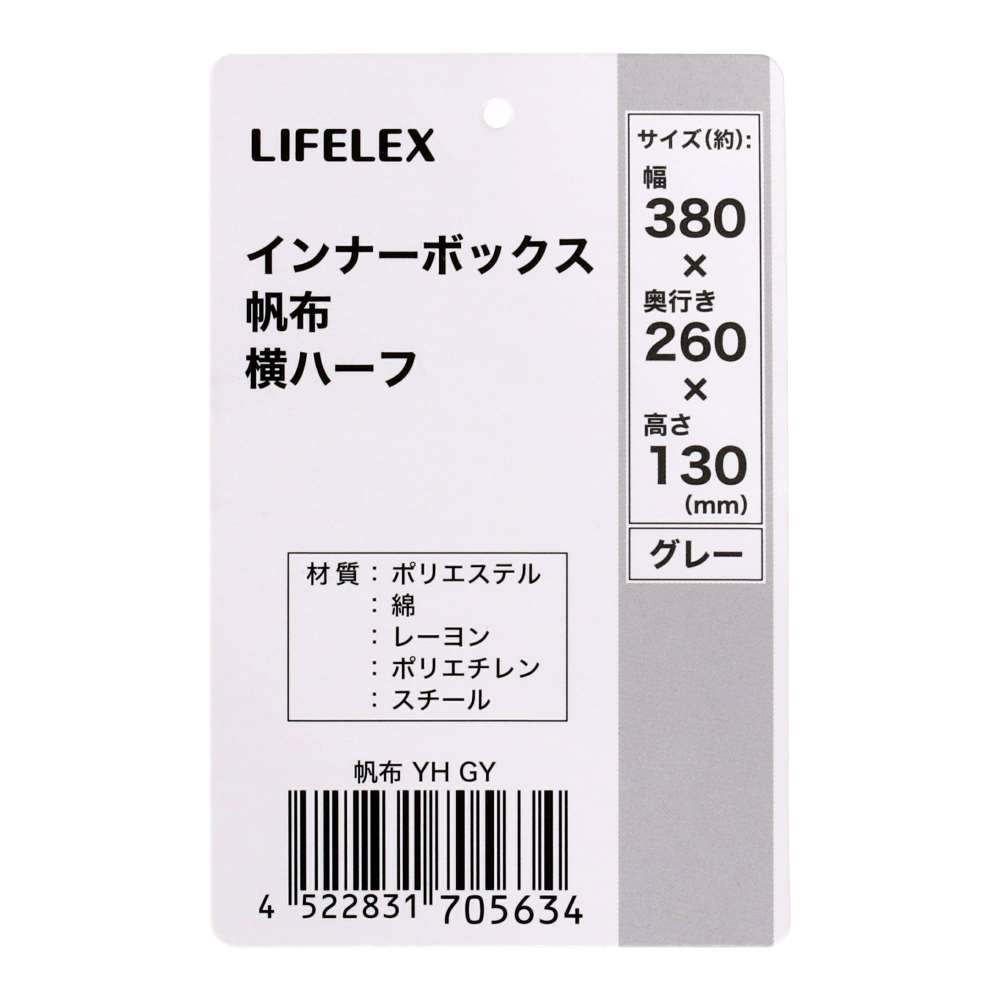 LIFELEX
インナーボックス
帆布
横ハーフ
サイズ(約):
幅
380
×
奥行き
260
×
高さ
130
(mm)
グレー
材質:ポリエステル
:綿
:レーヨン
:ポリエチレン
:スチール
帆布 YH GY
4 522831 705634